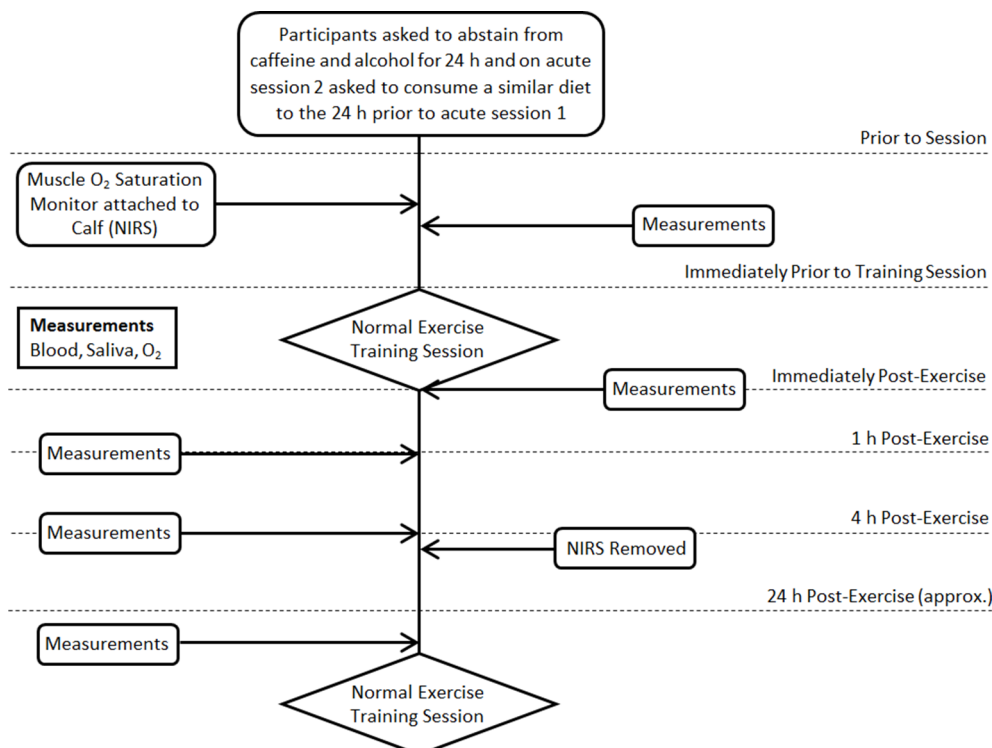 Participants asked to abstain from
caffeine and alcohol for 24 h and on acute
session 2 asked to consume a similar diet
to the 24 h prior to acute session 1
Prior to Session
Muscle O₂ Saturation
Monitor attached to
Calf (NIRS)
Measurements
Immediately Prior to Training Session
Measurements
Blood, Saliva, O₂
Normal Exercise
Training Session
Immediately Post-Exercise
Measurements
1 h Post-Exercise
Measurements
4 h Post-Exercise
Measurements
NIRS Removed
24 h Post-Exercise (approx.)
Measurements
Normal Exercise
Training Session